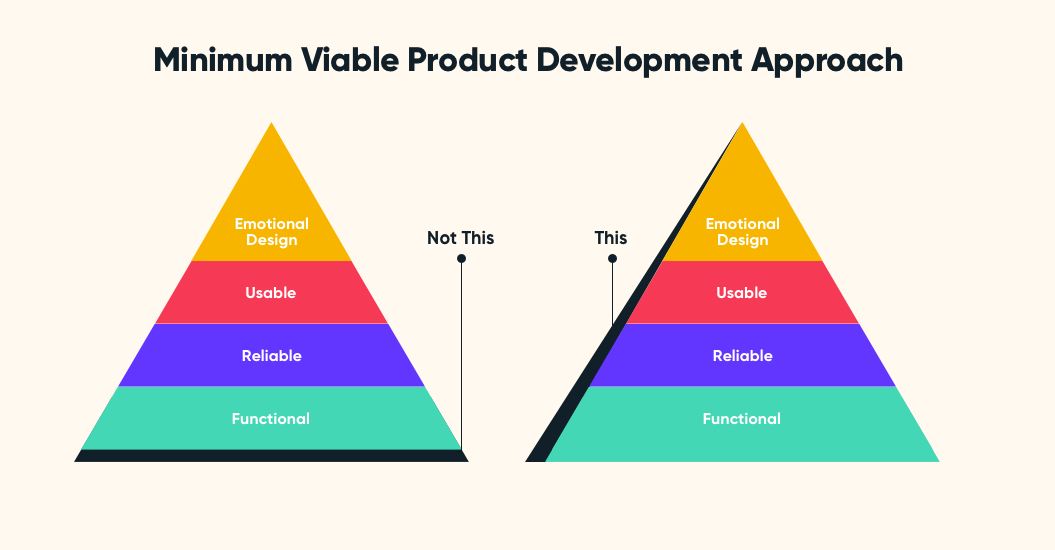 Minimum Viable Product Development Approach
Emotional
Design
Usable
Reliable
Functional
Not This
This
Emotional
Design
Usable
Reliable
Functional